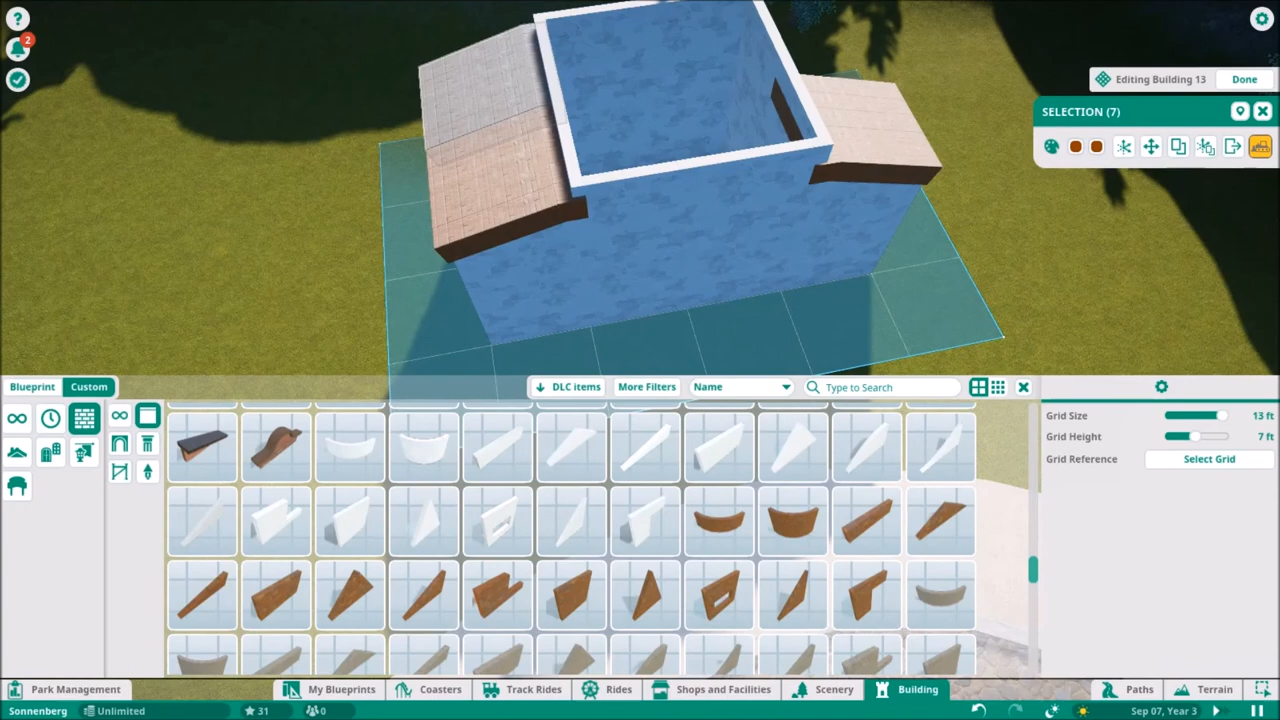 ?
2
Editing Building 13 Done
SELECTION (7)
Blueprint Custom
DLC items More Filters Name Type to Search
Grid Size 13 ft
Grid Height 7 ft
Grid Reference Select Grid
Park Management My Blueprints Coasters Track Rides Rides Shops and Facilities Scenery Building Paths Terrain
Sonnenberg Unlimited 31 0 Sep 07, Year 3